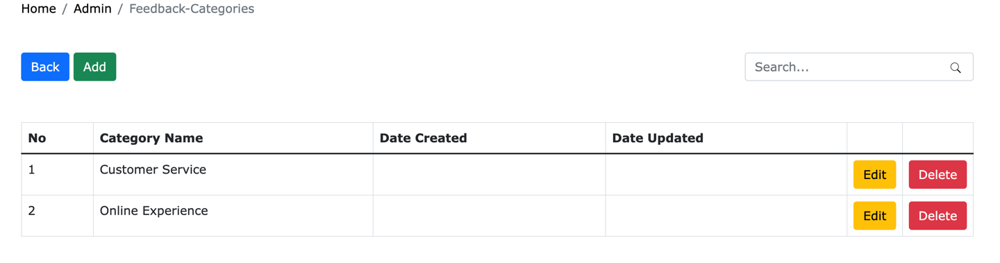 Home / Admin / Feedback-Categories
Back Add Search...
No Category Name Date Created Date Updated
1 Customer Service Edit Delete
2 Online Experience Edit Delete